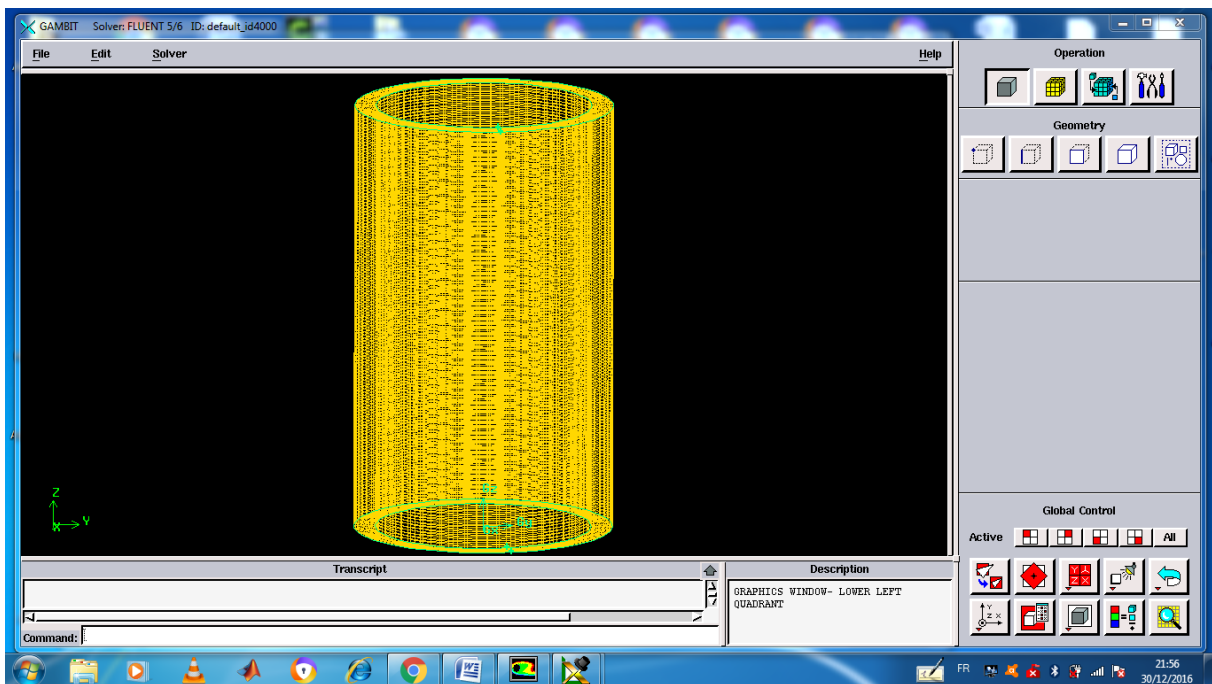 GAMBIT Solver: FLUENT 5/6 ID: default_id4000
File Edit Solver Help
Operation
Geometry
Z
Y
X
Global Control
Active All
Transcript
Description
GRAPHICS WINDOW- LOWER LEFT
QUADRANT
Command:
FR
21:56
30/12/2016